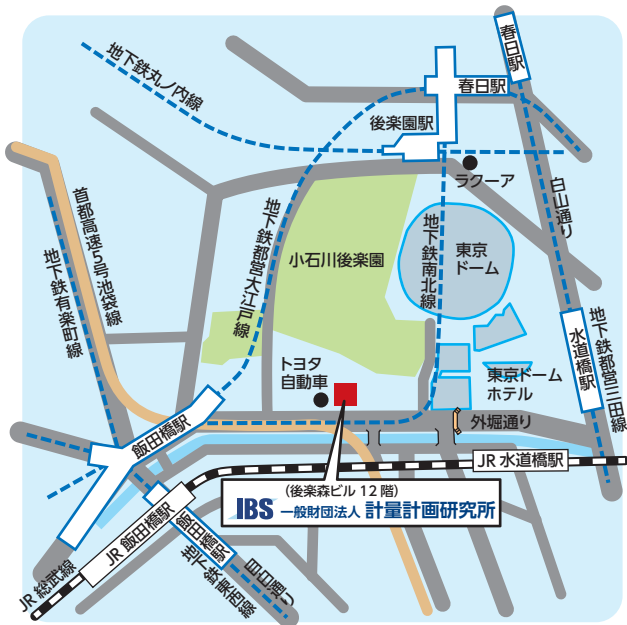 春日駅
地下鉄丸ノ内線
春日駅
後楽園駅
ラクーア
白山通り
首都高速5号池袋線
地下鉄有楽町線
地下鉄都営大江戸線
小石川後楽園
地下鉄南北線
東京
ドーム
トヨタ
自動車
東京ドーム
ホテル
水道橋駅
地下鉄都営三田線
飯田橋駅
外堀通り
JR 水道橋駅
(後楽森ビル 12 階)
IBS 一般財団法人 計量計画研究所
JR 飯田橋駅
飯田橋駅
JR 総武線
地下鉄東西線
目白通り